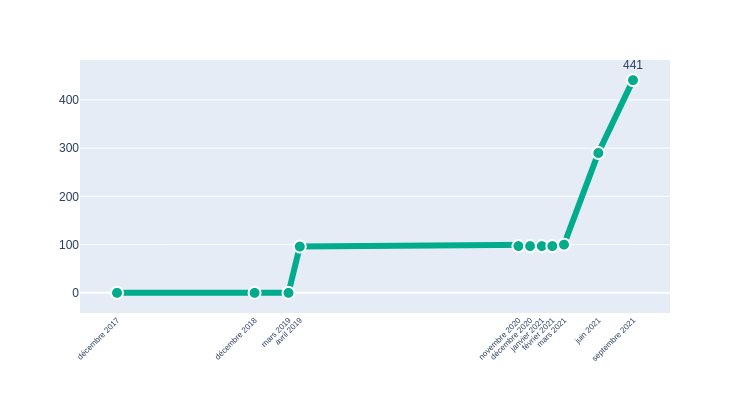 441
400
300
200
100
0
décembre 2017
décembre 2018
mars 2019
avril 2019
novembre 2020
décembre 2020
janvier 2021
février 2021
mars 2021
juin 2021
septembre 2021